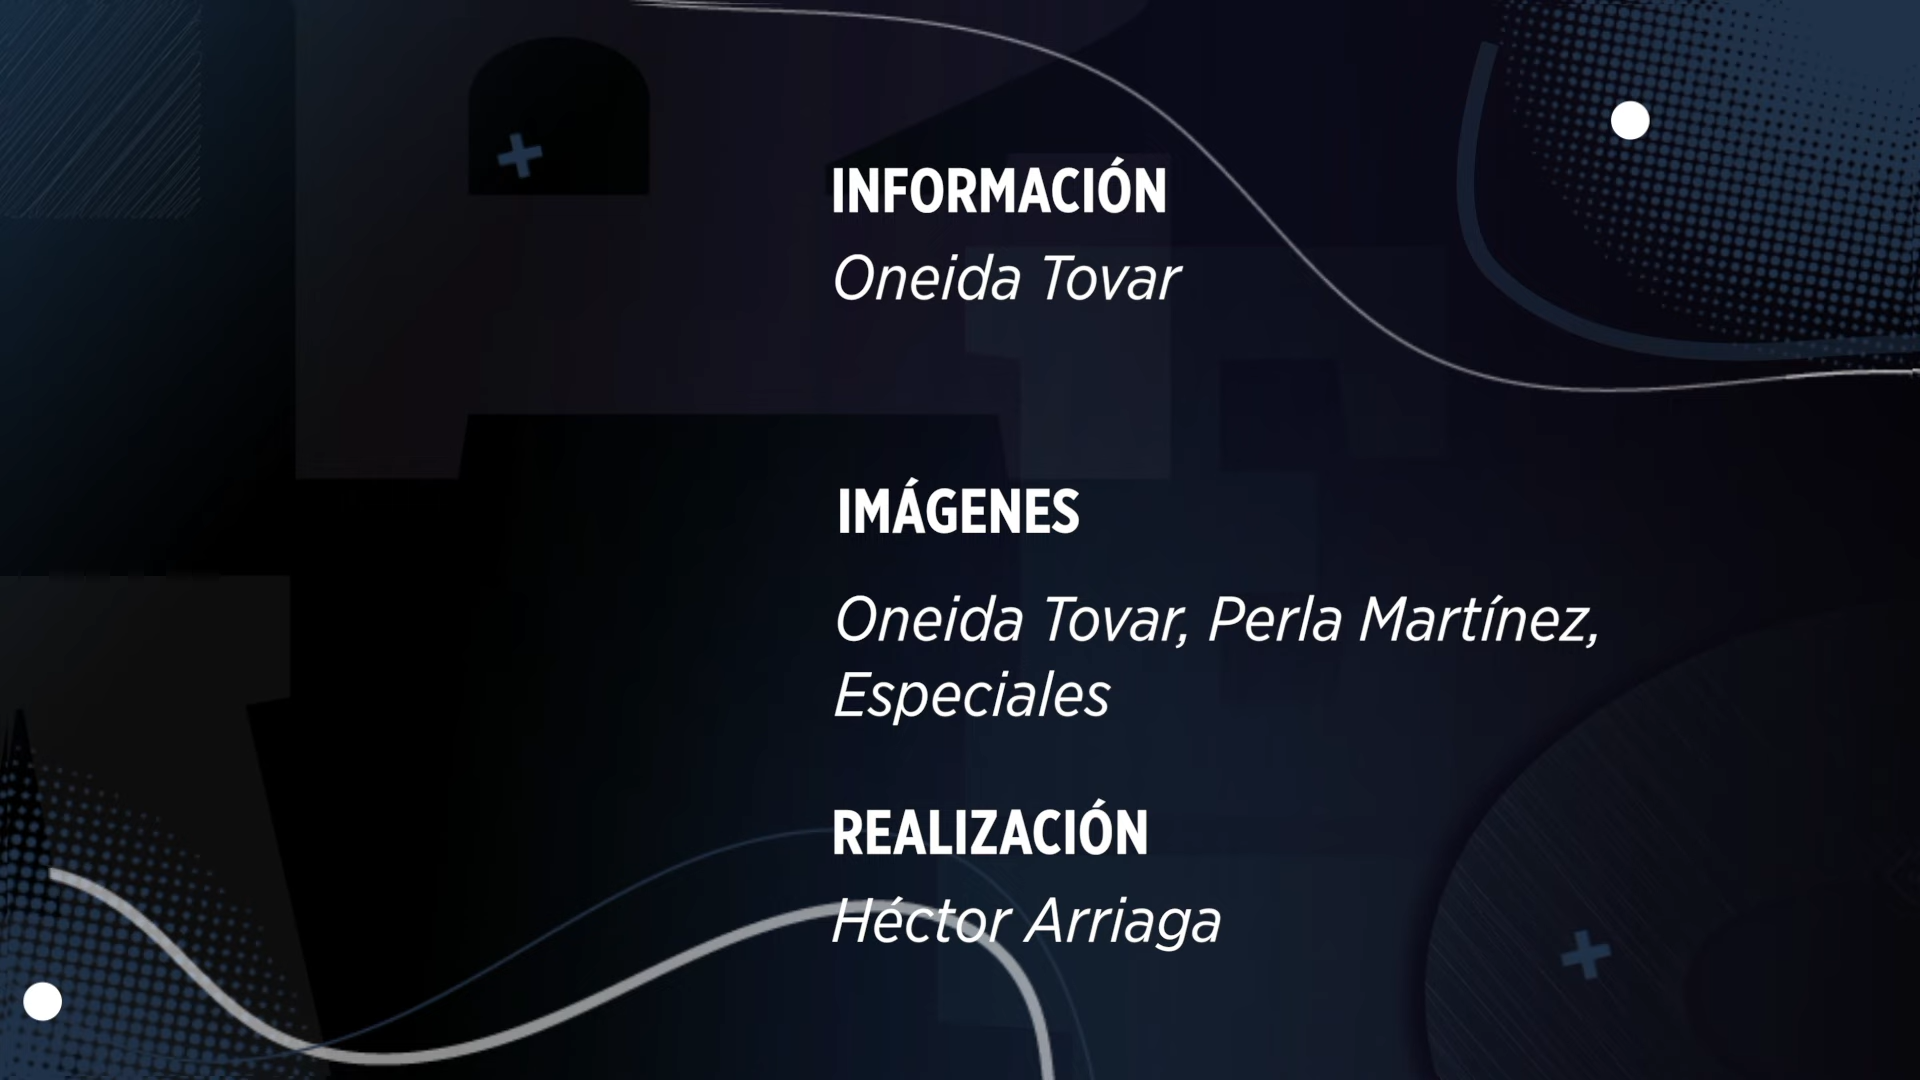 INFORMACIÓN
Oneida Tovar
IMÁGENES
Oneida Tovar, Perla Martínez,
Especiales
REALIZACIÓN
Héctor Arriaga